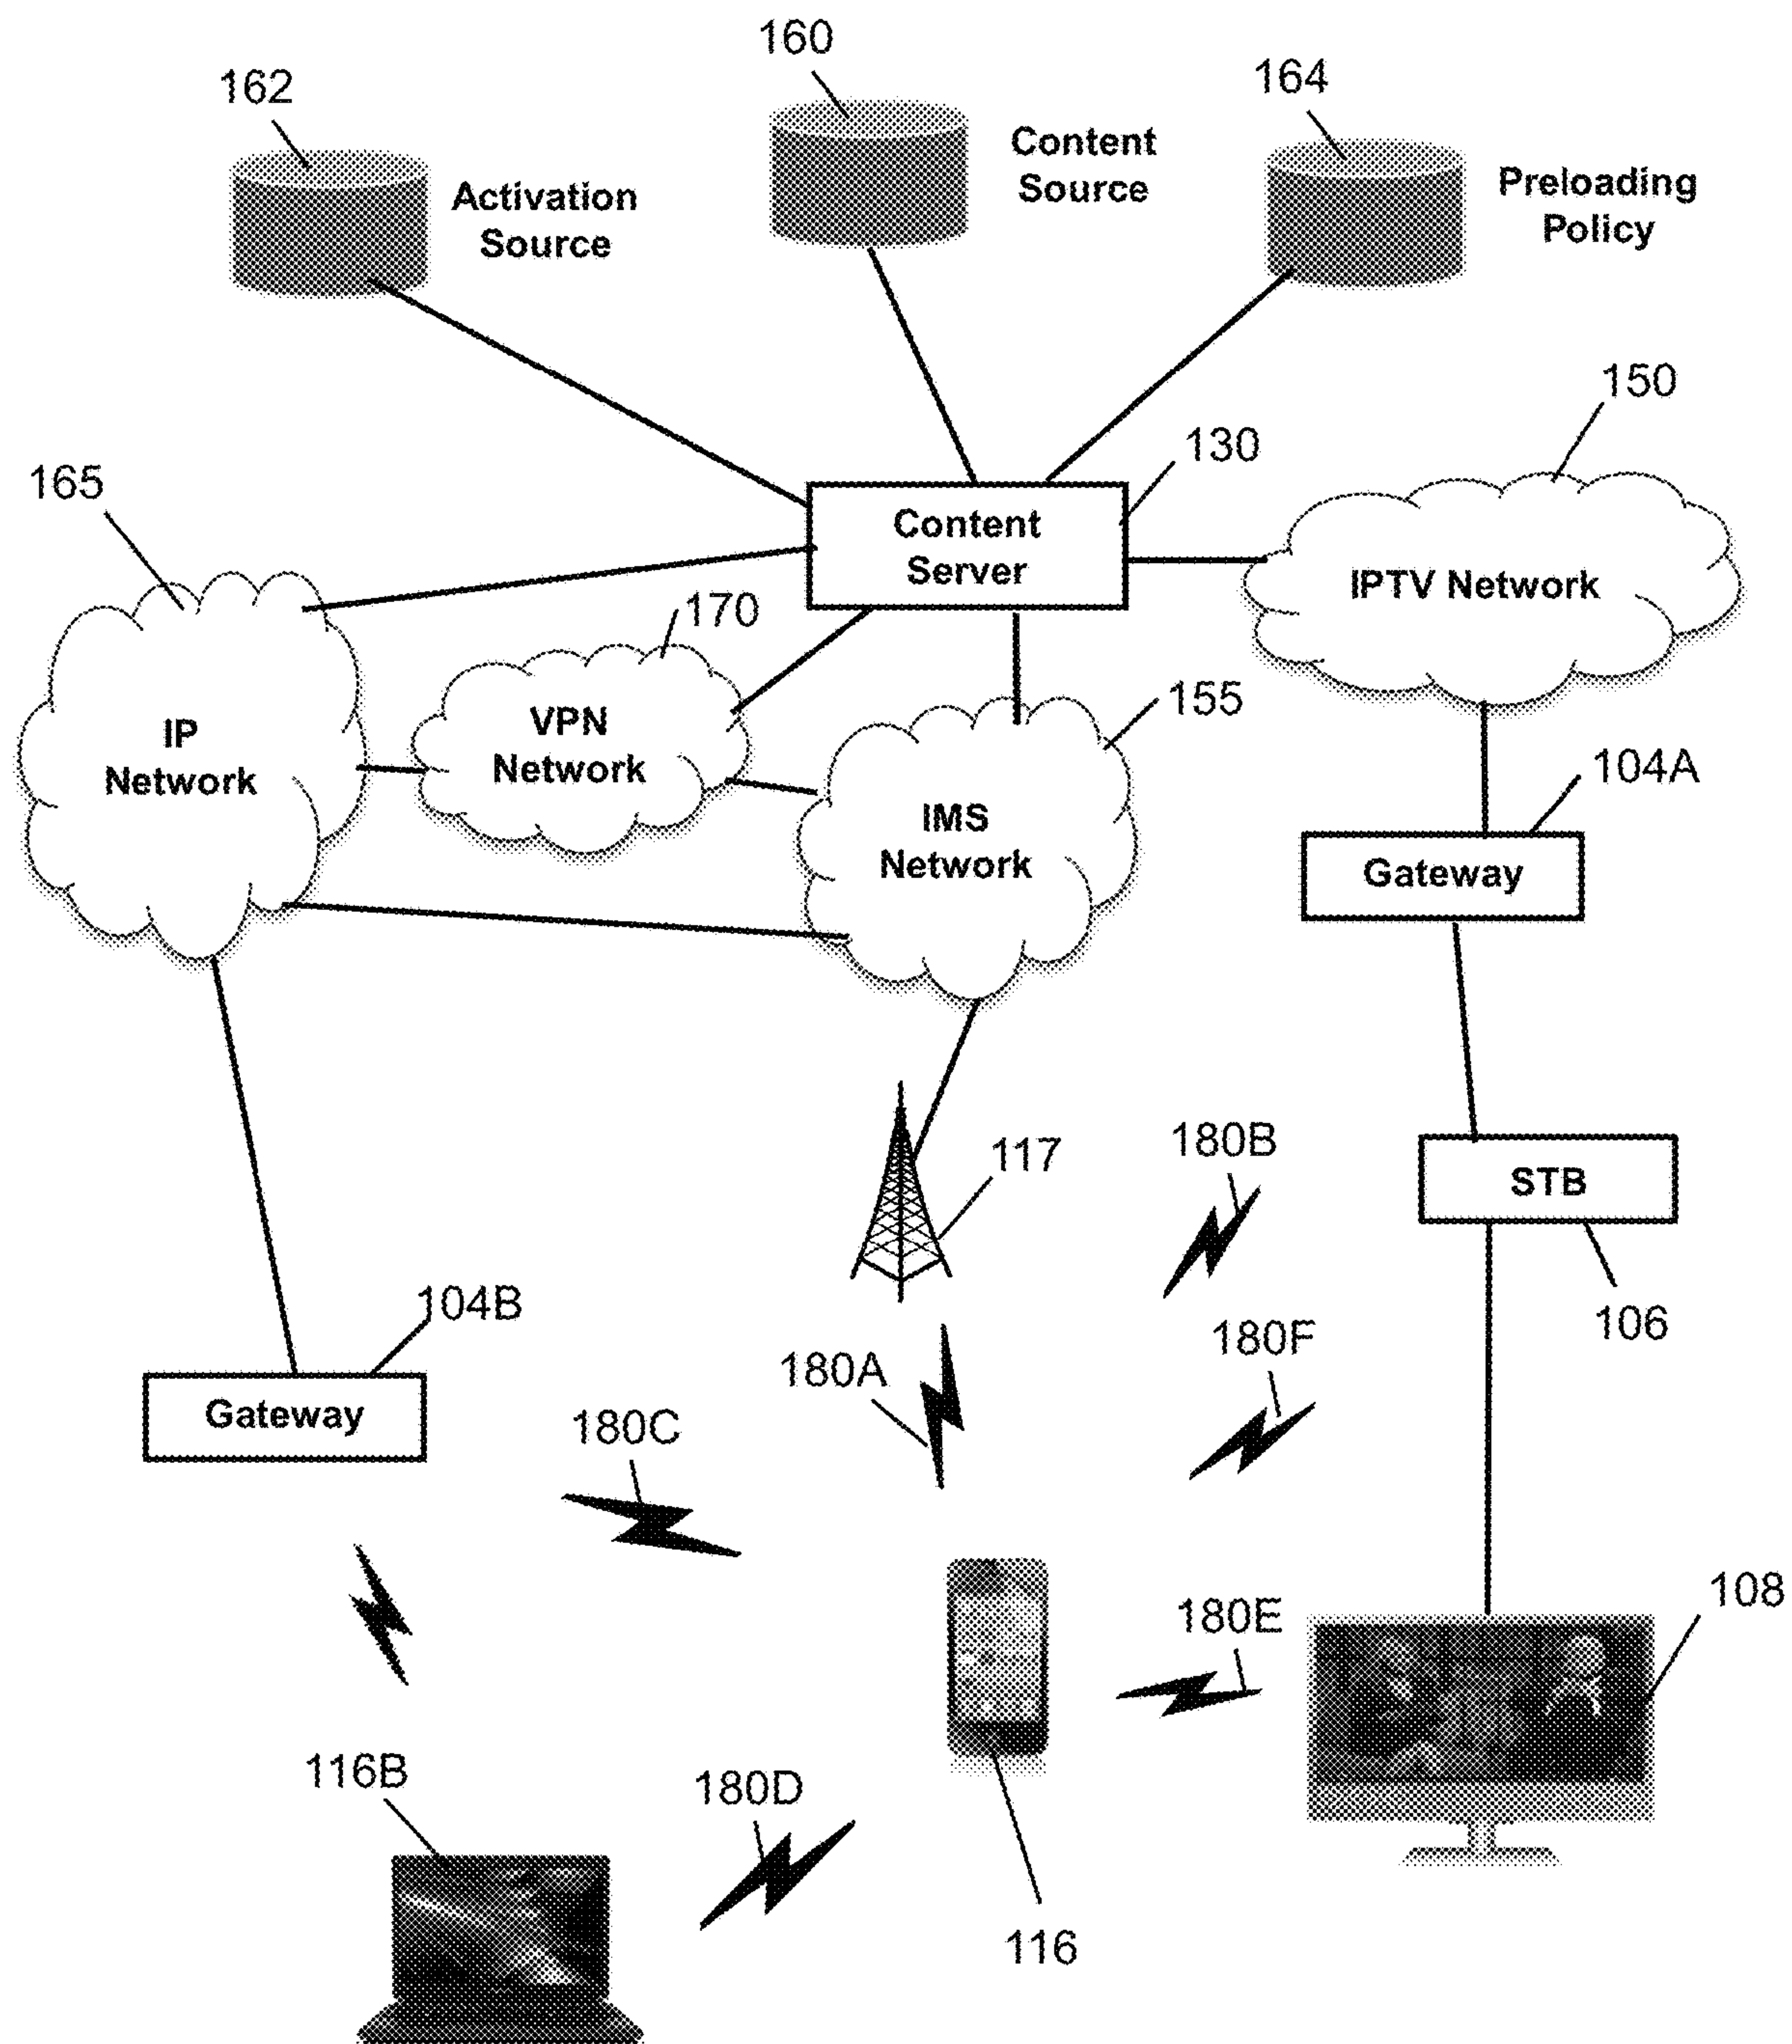 160
162
164
Content
Source
Activation
Source
Preloading
Policy
150
130
165
Content
Server
IPTV Network
170
155
VPN
Network
IP
Network
104A
IMS
Network
Gateway
180B
117
STB
104B
106
180F
180A
Gateway
180C
108
180E
116B
180D
116